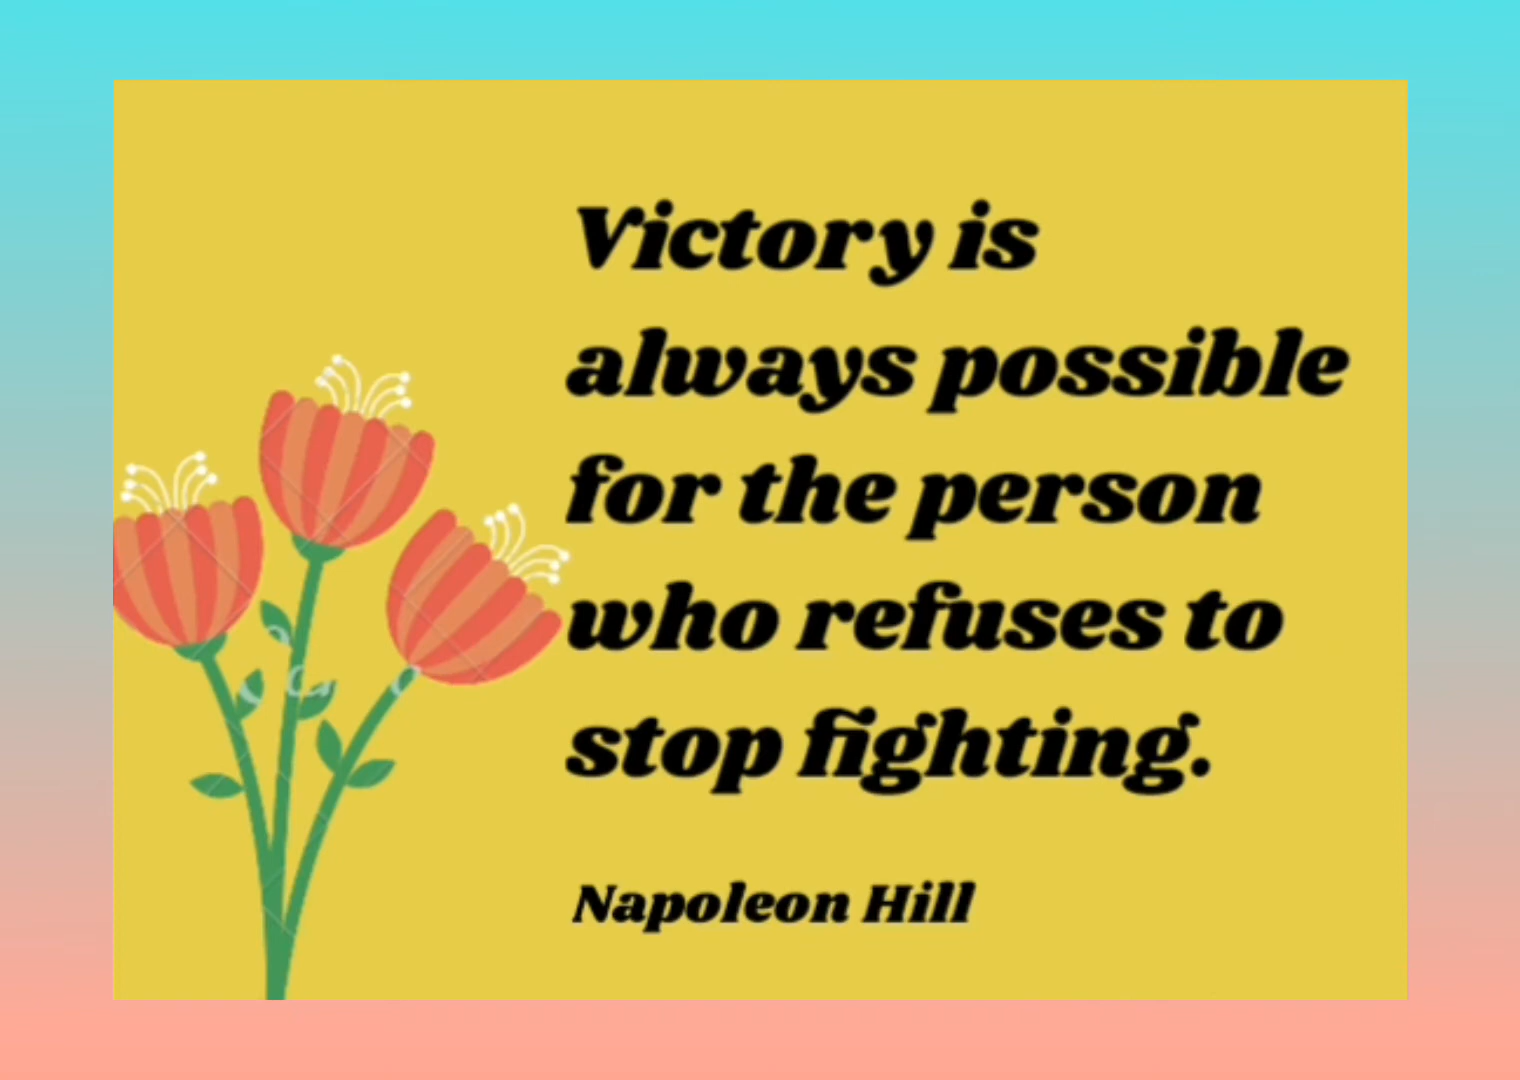 Victory is
always possible
for the person
who refuses to
stop fighting.
Napoleon Hill